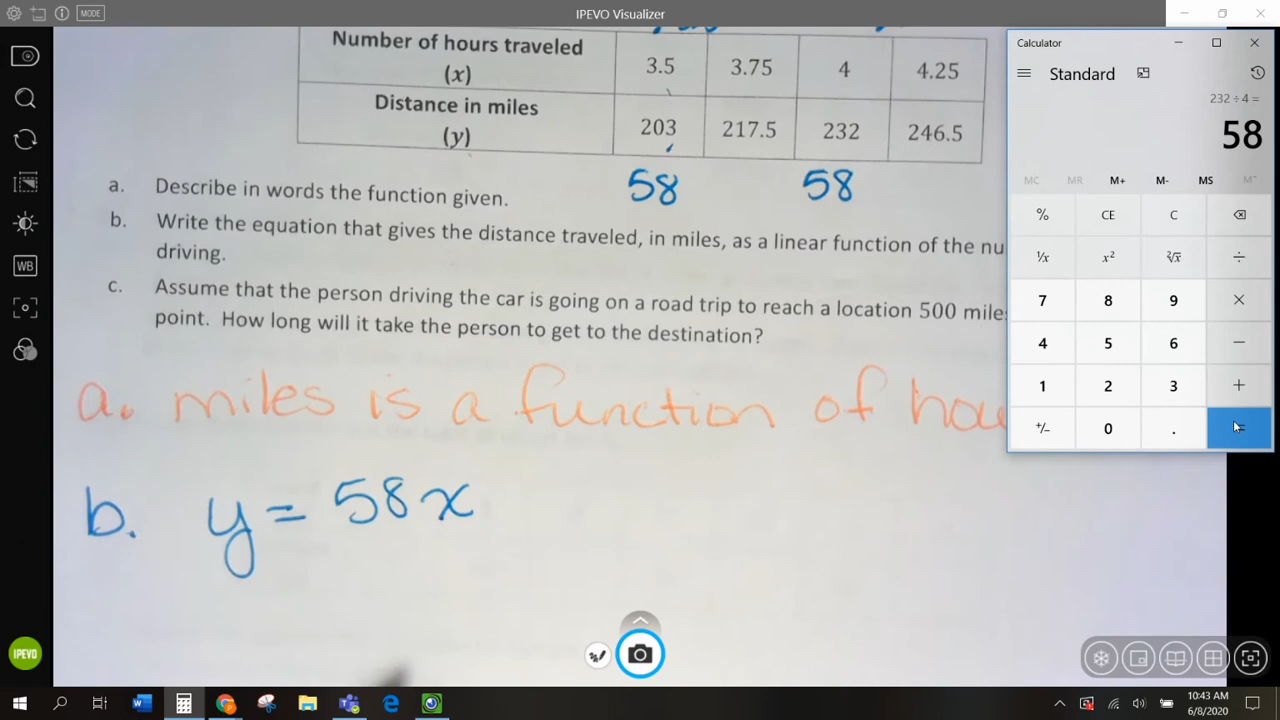 MODE
IPEVO Visualizer
Number of hours traveled 3.5 3.75 4 4.25
(x)
Distance in miles 203 217.5 232 246.5
(y)
58 58
a. Describe in words the function given.
b. Write the equation that gives the distance traveled, in miles, as a linear function of the nu
driving.
c. Assume that the person driving the car is going on a road trip to reach a location 500 mile
point. How long will it take the person to get to the destination?
a. miles is a function of hou
b. y = 58x
Calculator
Standard
232 ÷ 4 =
58
MC MR M+ M- MS M˅
% CE C
¹/x x² ²√x ÷
7 8 9 ×
4 5 6 −
1 2 3 +
+/- 0 . =
WB
IPEVO
10:43 AM
6/8/2020